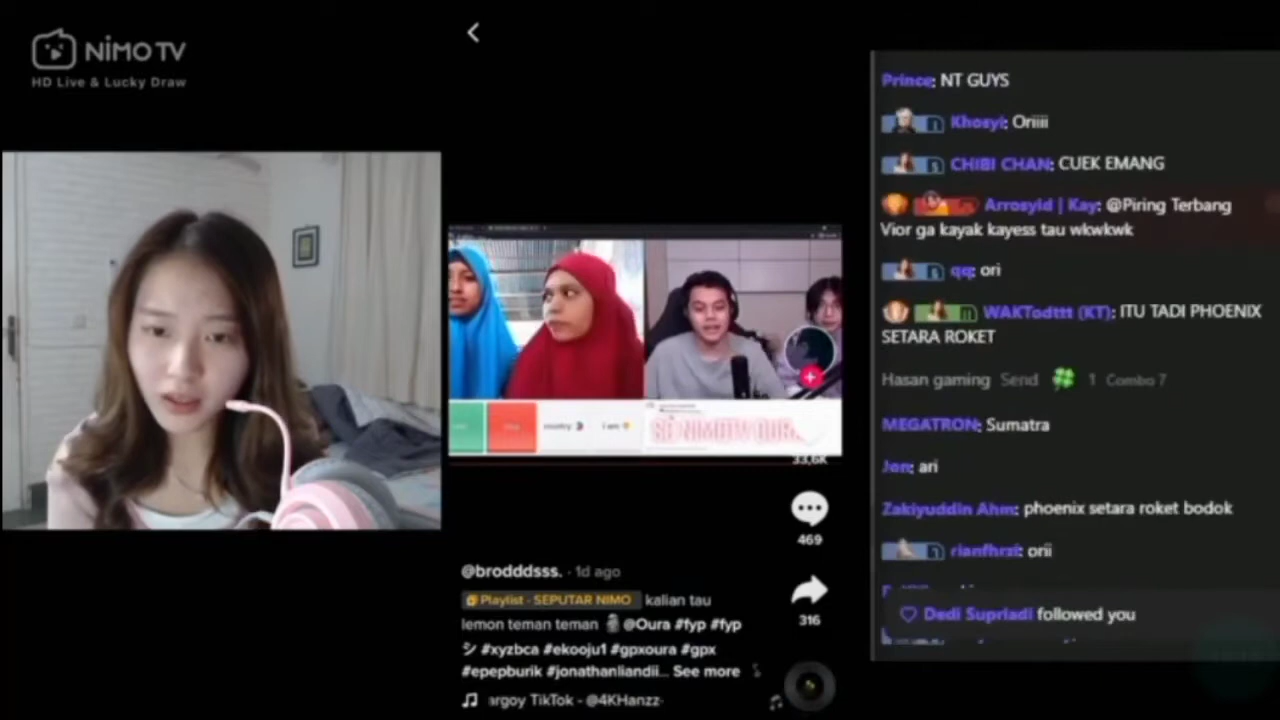 NIMO TV
HD Live & Lucky Draw
33,6K
469
316
@brodddsss. · 1d ago
Playlist - SEPUTAR NIMO kalian tau
lemon teman teman 🗿 @Oura #fyp #fyp
シ #xyzbca #ekooju1 #gpxoura #gpx
#epepburik #jonathanliandii... See more
argoy TikTok - @4KHanzz-
Prince: NT GUYS
Khosyi: Oriiii
CHIBI CHAN: CUEK EMANG
Arrosyid | Kay: @Piring Terbang
Vior ga kayak kayess tau wkwkwk
qq: ori
WAKTodttt (KT): ITU TADI PHOENIX
SETARA ROKET
Hasan gaming Send 🍀 1 Combo 7
MEGATRON: Sumatra
Jon: ari
Zakiyuddin Ahm: phoenix setara roket bodok
rianfhrzi: orii
Dedi Supriadi followed you